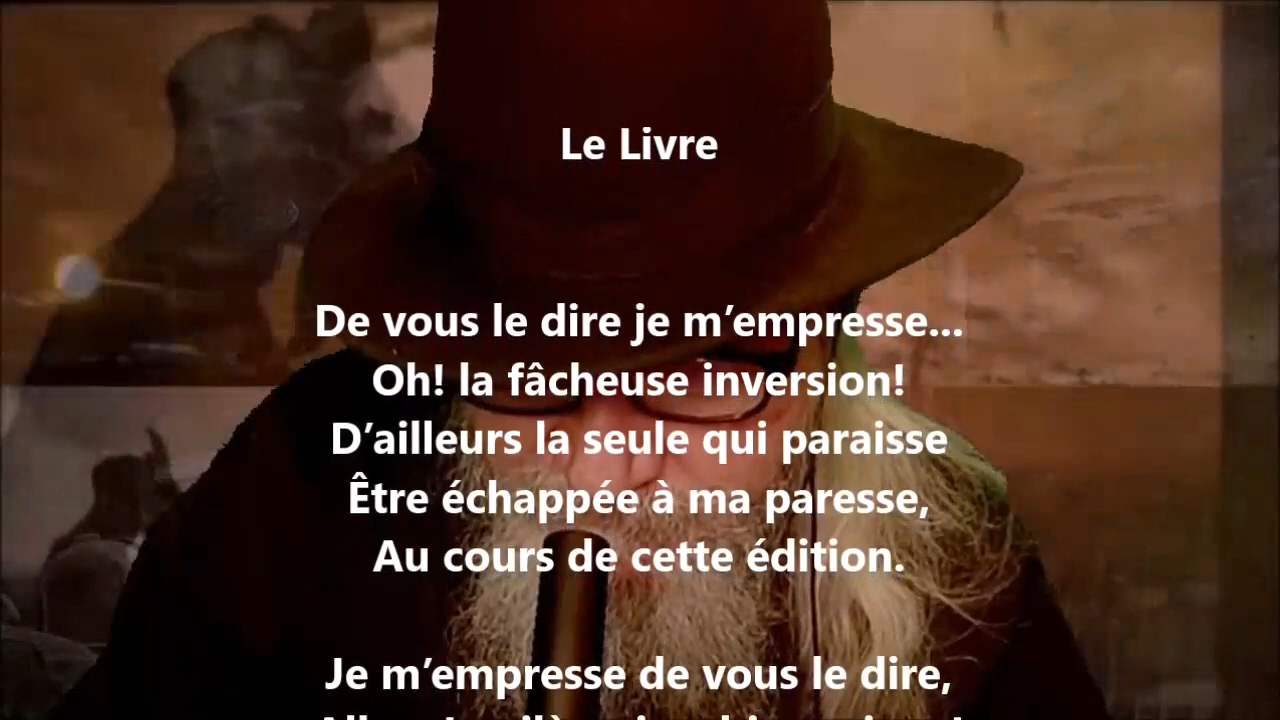 Le Livre
De vous le dire je m’empresse...
Oh! la fâcheuse inversion!
D’ailleurs la seule qui paraisse
Être échappée à ma paresse,
Au cours de cette édition.
Je m’empresse de vous le dire,